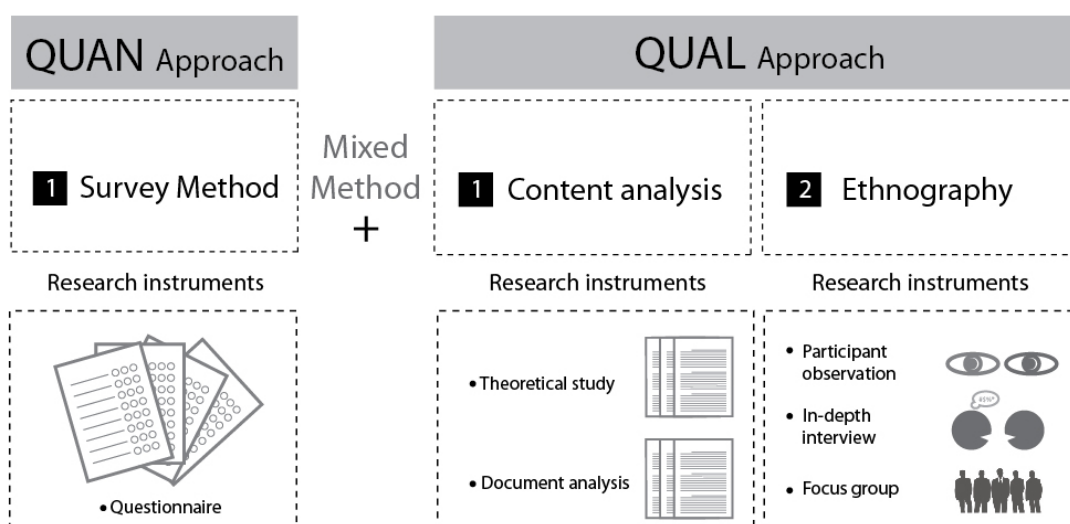 QUAN Approach
QUAL Approach
1 Survey Method
Mixed
Method
+
1 Content analysis
2 Ethnography
Research instruments
Research instruments
Research instruments
• Questionnaire
• Theoretical study
• Document analysis
• Participant
observation
• In-depth
interview
• Focus group